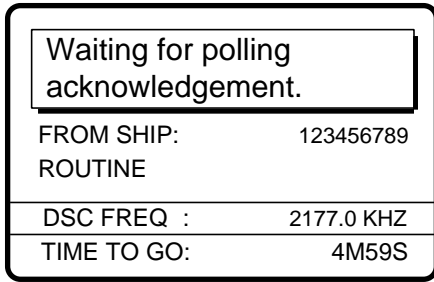 Waiting for polling
acknowledgement.
FROM SHIP: 123456789
ROUTINE
DSC FREQ : 2177.0 KHZ
TIME TO GO: 4M59S